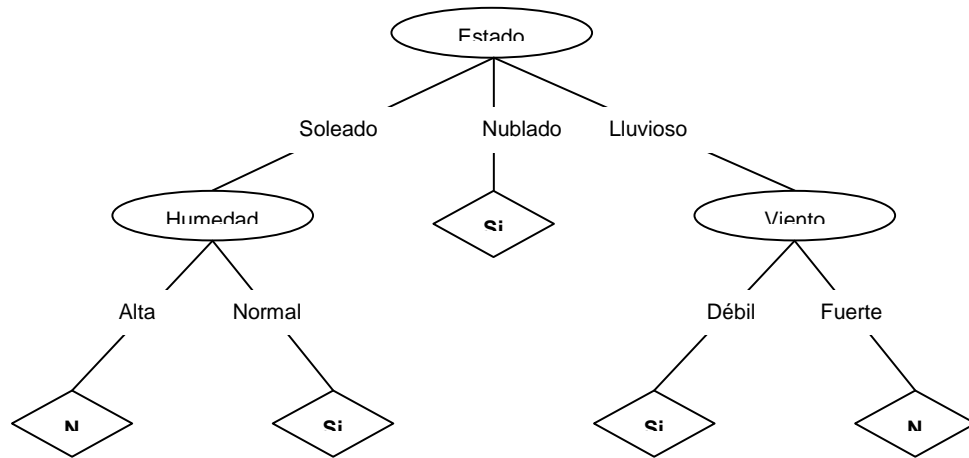 Estado
Soleado Nublado Lluvioso
Humedad Si Viento
Alta Normal Débil Fuerte
N Si Si N